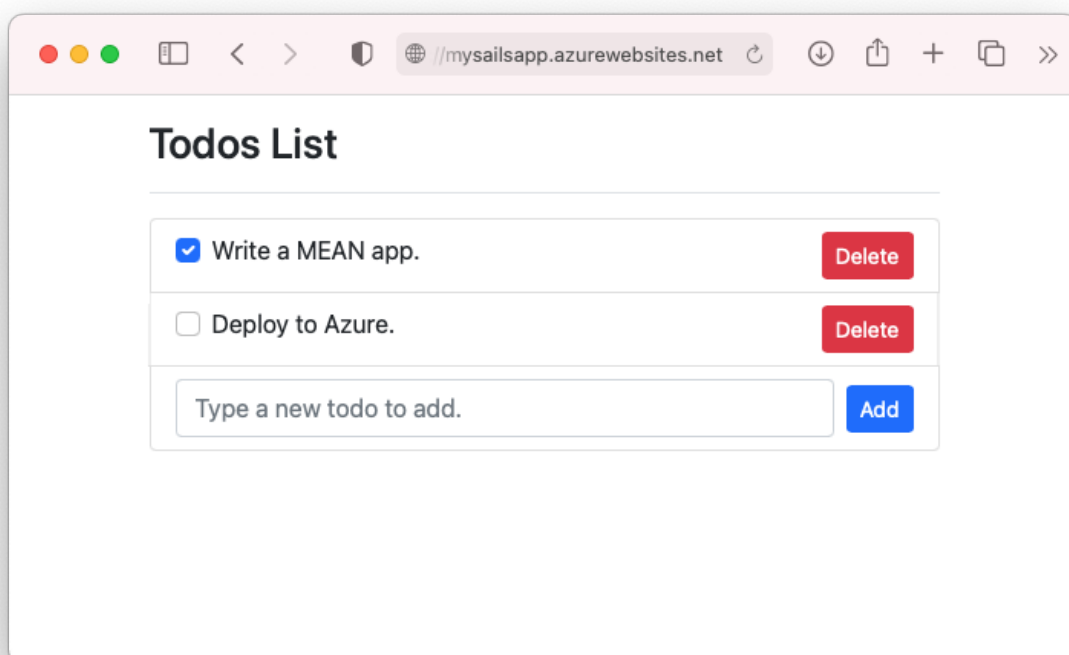 //mysailsapp.azurewebsites.net
Todos List
Write a MEAN app.
Delete
Deploy to Azure.
Delete
Type a new todo to add.
Add